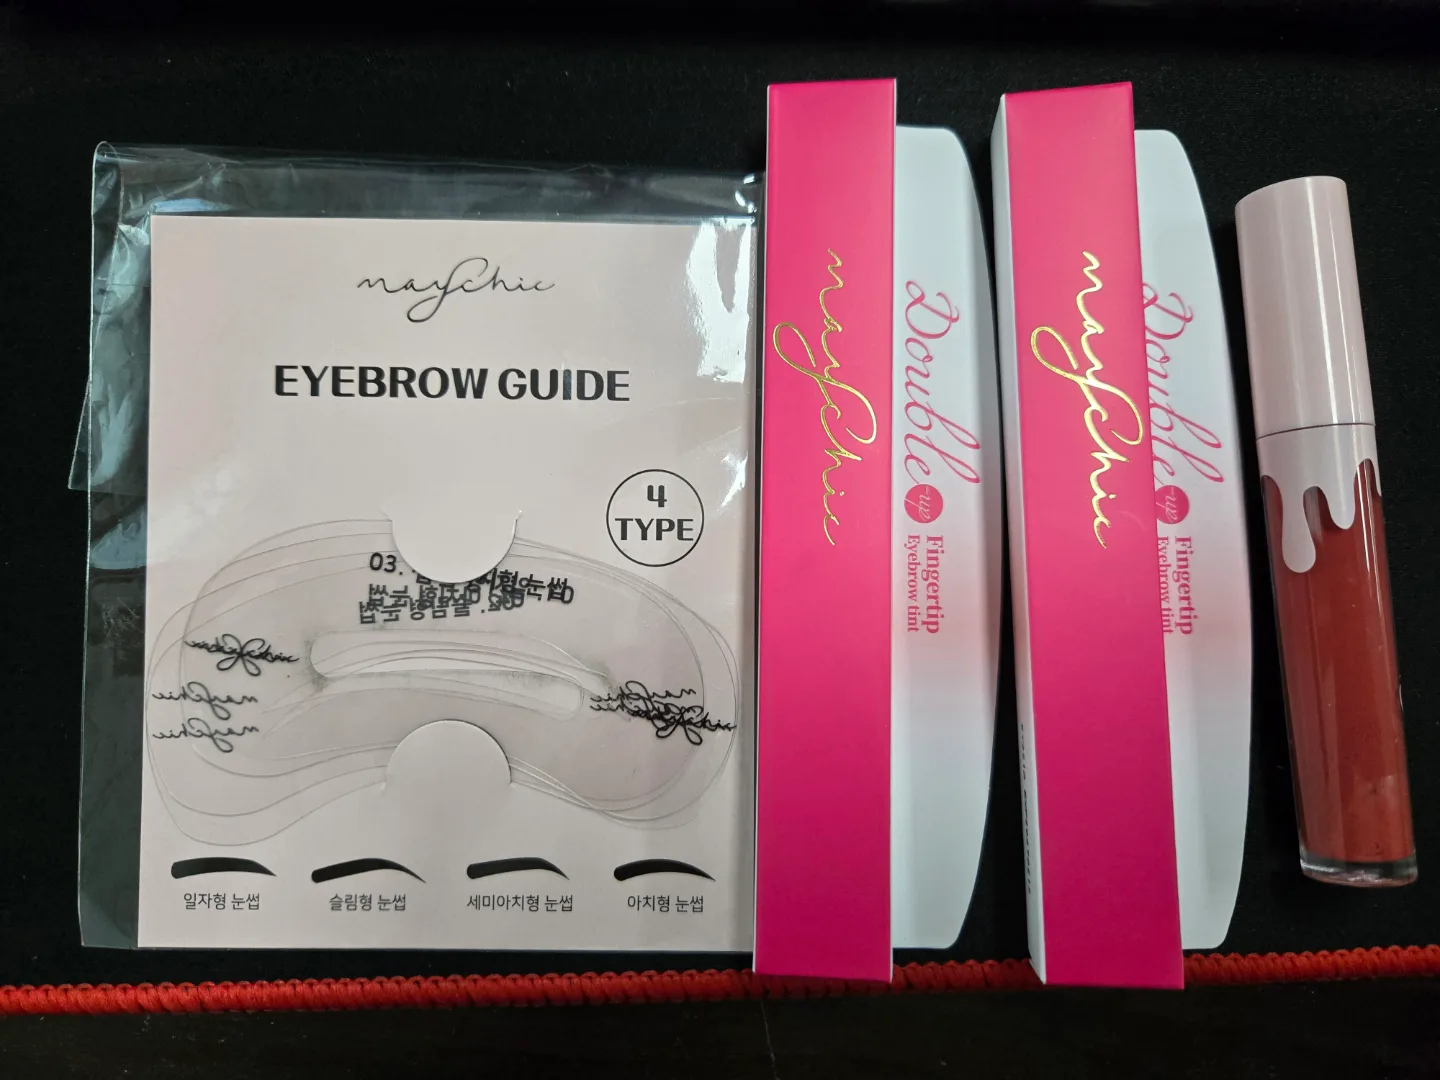 maychic
EYEBROW GUIDE
4
TYPE
03.
maychic
maychic
일자형 눈썹
슬림형 눈썹
세미아치형 눈썹
아치형 눈썹
maychic
Double
-up
Fingertip
Eyebrow tint
maychic
Double
-up
Fingertip
Eyebrow tint